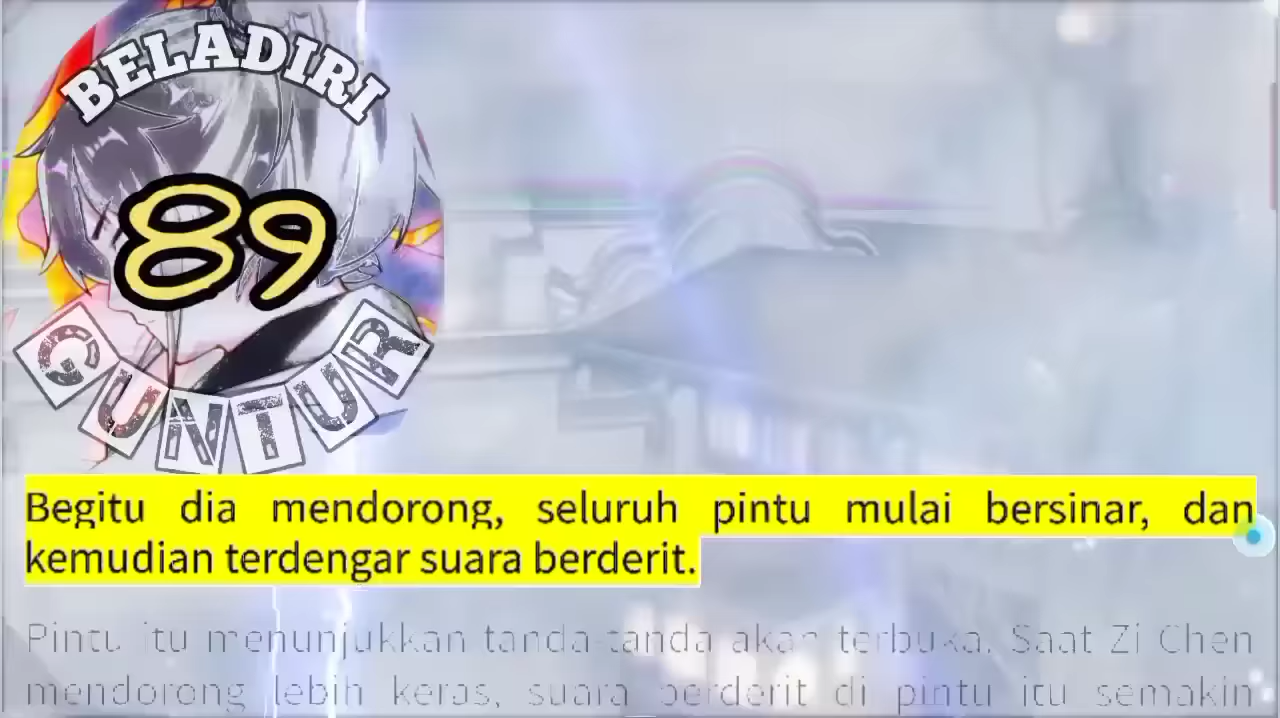 BELADIRI
89
GUNTUR
Begitu dia mendorong, seluruh pintu mulai bersinar, dan
kemudian terdengar suara berderit.
Pintu itu menunjukkan tanda-tanda akan terbuka. Saat Zi Chen
mendorong lebih keras, suara berderit di pintu itu semakin